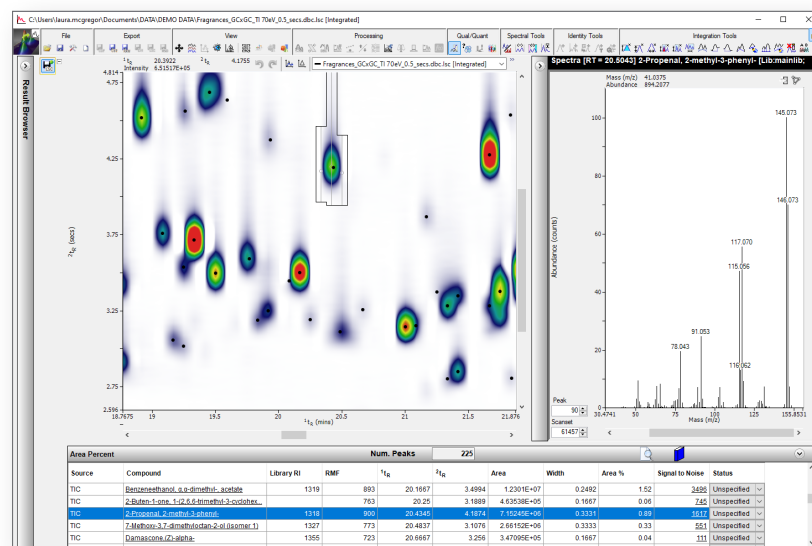 C:\Users\laura.mcgregor\Documents\DATA\DEMO DATA\Fragrances_GCxGC_TI 70eV_0.5_secs.dbc.lsc [Integrated]
File Export View Processing Qual/Quant Spectral Tools Identity Tools Integration Tools
Result Browser
¹tR 20.3922 ²tR 4.1755
Intensity 6.51517E+05
Fragrances_GCxGC_TI 70eV_0.5_secs.dbc.lsc [Integrated]
4.814
4.75
4.25
3.75
3.25
2.75
2.596
²tR (secs)
18.7675 19 19.5 20 20.5 21 21.5 21.876
¹tR (mins)
Spectra [RT = 20.5043] 2-Propenal, 2-methyl-3-phenyl- [Lib:mainlib;
Mass (m/z) 41.0375
Abundance 894.2077
Abundance (counts)
100
80
60
40
20
0
145.073
146.073
117.070
115.056
91.053
78.043
116.062
30.4741 50 75 100 125 155.8531
Mass (m/z)
Peak
90
Scanset
61457
Area Percent Num. Peaks 225
Source Compound Library RI RMF ¹tR ²tR Area Width Area % Signal to Noise Status
TIC Benzeneethanol, α,α-dimethyl-, acetate 1319 893 20.1667 3.4994 1.2301E+07 0.2492 1.52 3496 Unspecified
TIC 2-Buten-1-one, 1-(2,6,6-trimethyl-3-cyclohex... 763 20.25 3.1889 4.63538E+05 0.1667 0.06 745 Unspecified
TIC 2-Propenal, 2-methyl-3-phenyl- 1318 900 20.4345 4.1874 7.15245E+06 0.3331 0.89 1617 Unspecified
TIC 7-Methoxy-3,7-dimethyloctan-2-ol (isomer 1) 1327 773 20.4837 3.1076 2.66152E+06 0.3333 0.33 551 Unspecified
TIC Damascone,(Z)-alpha- 1355 723 20.6667 3.256 3.47095E+05 0.1667 0.04 111 Unspecified